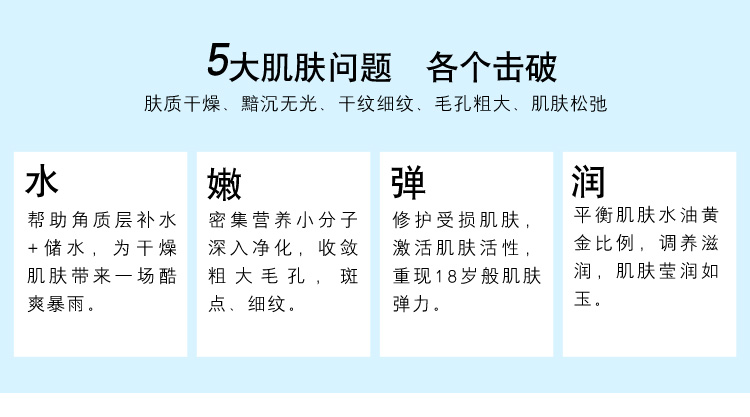 5大肌肤问题 各个击破
肤质干燥、黯沉无光、干纹细纹、毛孔粗大、肌肤松弛
水
帮助角质层补水
+储水，为干燥
肌肤带来一场酷
爽暴雨。
嫩
密集营养小分子
深入净化，收敛
粗大毛孔，斑
点、细纹。
弹
修护受损肌肤，
激活肌肤活性，
重现18岁般肌肤
弹力。
润
平衡肌肤水油黄
金比例，调养滋
润，肌肤莹润如
玉。